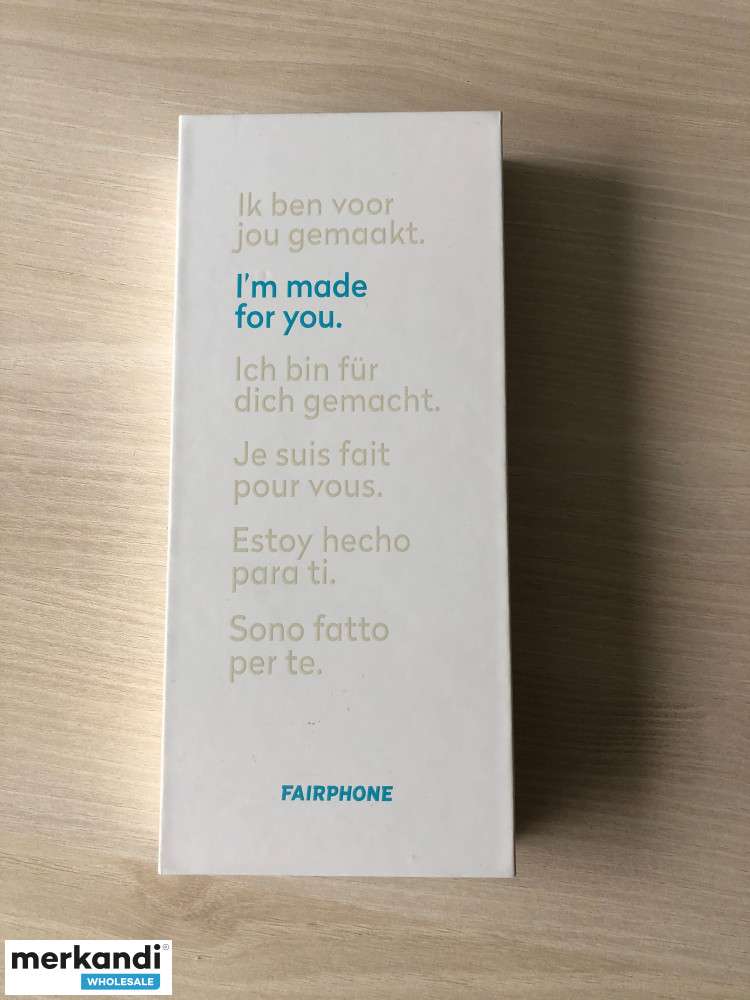 Ik ben voor
jou gemaakt.
I'm made
for you.
Ich bin für
dich gemacht.
Je suis fait
pour vous.
Estoy hecho
para ti.
Sono fatto
per te.
FAIRPHONE
merkandi®
WHOLESALE